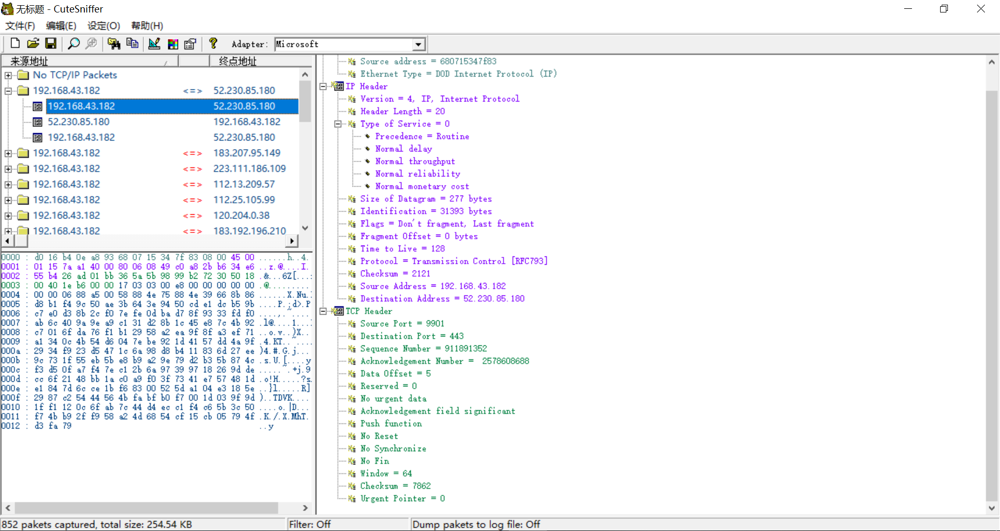 无标题 - CuteSniffer
文件(F) 编辑(E) 设定(O) 帮助(H)
Adapter: Microsoft
来源地址 终点地址
No TCP/IP Packets
192.168.43.182 <=> 52.230.85.180
192.168.43.182 52.230.85.180
52.230.85.180 192.168.43.182
192.168.43.182 52.230.85.180
192.168.43.182 <=> 183.207.95.149
192.168.43.182 <=> 223.111.186.109
192.168.43.182 <=> 112.13.209.57
192.168.43.182 <=> 112.25.105.99
192.168.43.182 <=> 120.204.0.38
192.168.43.182 <=> 183.192.196.210
0000 : d0 16 b4 0e a8 93 68 07 15 34 7f 83 08 00 45 00 ......h..4.
0001 : 01 15 7a a1 40 00 80 06 08 49 c0 a8 2b b6 34 e6 ..z.@....I.
0002 : 55 b4 26 ad 01 bb 36 5a 5b 98 99 b2 72 30 50 18 .&...6Z[...:
0003 : 00 40 1e b6 00 00 17 03 03 00 e8 00 00 00 00 00 .@.........
0004 : 00 00 06 88 a5 00 58 88 4e 75 88 4e 39 66 8b 86 ......X.Nu.
0005 : d8 b1 f4 9c 50 ae 3b 64 3e 94 50 cd e1 dc b5 9b ....P.;d>.P
0006 : c7 e0 d3 8b 2c f0 7e fe 0d ba d7 8f 93 33 fd f0 ....,.~....
0007 : ab 6c 40 9a 9e a9 c1 31 d2 8b 1c 45 e8 7c 4b 92 .l@....1...
0008 : c7 01 6f da 76 f1 b1 29 58 a2 ea 9f 8f a3 ef 71 ..o.v..)X..
0009 : a1 34 0c 4b 54 d6 04 7e be 92 1d 41 57 dd 4a 9f .4.KT..~....
000a : 29 34 f9 23 d5 47 1c 6a 98 d8 b4 11 83 6d 27 ee )4.#.G.j...
000b : 9c 73 1f 55 eb 5b e8 b9 a2 9e 79 d2 b3 5b 87 4c .s.U.[....y
000c : f3 d5 0f a7 f4 7e c1 2b 6a 97 39 97 18 26 9d de .....~.+j.9
000d : cc 6f 21 48 bb 1a c0 a9 f0 3f 73 41 e7 57 48 1d .o!H.....?s
000e : e1 84 7d 6c ce 1b f6 83 00 52 5d a1 04 e3 18 5e ..}l.....R]
000f : 29 87 c2 54 44 56 4b fa bf b0 f7 00 1d 03 9f 9d )..TDVK....
0010 : 1f f1 12 0c 6f ab 7c 44 d4 ec c1 f4 c6 5b 3c 50 ....o.|D...
0011 : f7 4b b9 2f f9 58 a2 4d 68 54 cf 15 cb 05 79 4f .K./.X.MhT.
0012 : d3 fa 79 ..y
Source address = 680715347f83
Ethernet Type = DOD Internet Protocol (IP)
IP Header
Version = 4, IP, Internet Protocol
Header Length = 20
Type of Service = 0
Precedence = Routine
Normal delay
Normal throughput
Normal reliability
Normal monetary cost
Size of Datagram = 277 bytes
Identification = 31393 bytes
Flags = Don't fragment, Last fragment
Fragment Offset = 0 bytes
Time to Live = 128
Protocol = Transmission Control [RFC793]
Checksum = 2121
Source Address = 192.168.43.182
Destination Address = 52.230.85.180
TCP Header
Source Port = 9901
Destination Port = 443
Sequence Number = 911891352
Acknowledgement Number = 2578608688
Data Offset = 5
Reserved = 0
No urgent data
Acknowledgement field significant
Push function
No Reset
No Synchronize
No Fin
Window = 64
Checksum = 7862
Urgent Pointer = 0
852 pakets captured, total size: 254.54 KB
Filter: Off
Dump pakets to log file: Off